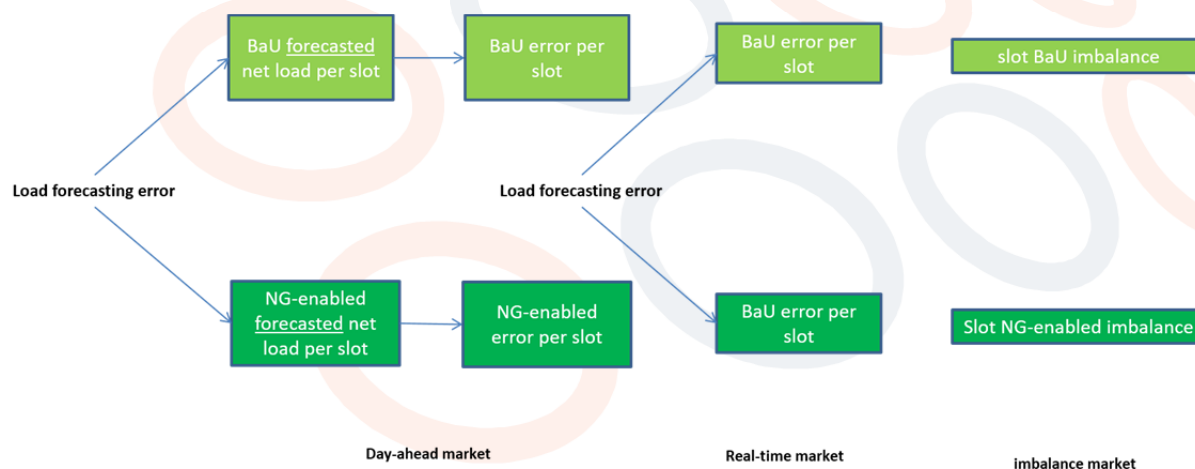 BaU forecasted
net load per slot
BaU error per
slot
BaU error per
slot
slot BaU imbalance
Load forecasting error
Load forecasting error
NG-enabled
forecasted net
load per slot
NG-enabled
error per slot
BaU error per
slot
Slot NG-enabled imbalance
Day-ahead market
Real-time market
imbalance market